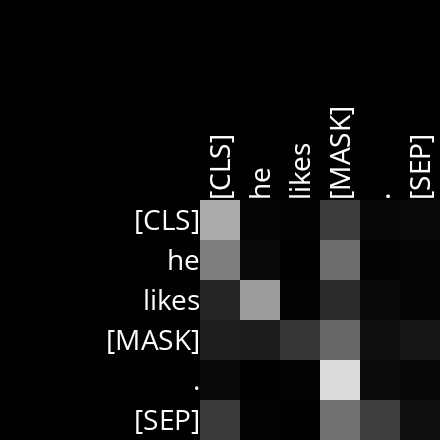 [CLS] he likes [MASK] . [SEP]
[CLS]
he
likes
[MASK]
.
[SEP]